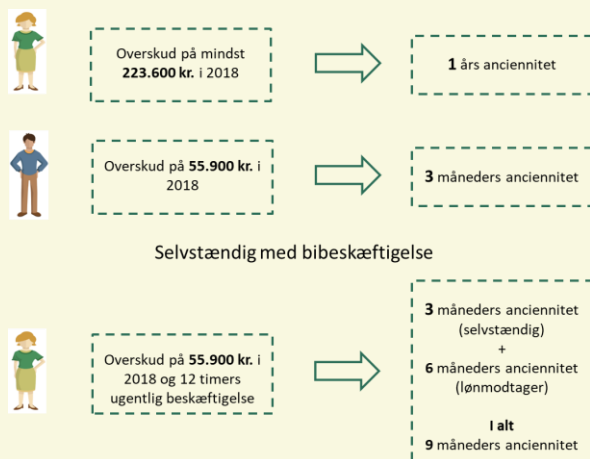 Overskud på mindst
223.600 kr. i 2018
1 års anciennitet
Overskud på 55.900 kr. i
2018
3 måneders anciennitet
Selvstændig med bibeskæftigelse
Overskud på 55.900 kr. i
2018 og 12 timers
ugentlig beskæftigelse
3 måneders anciennitet
(selvstændig)
+
6 måneders anciennitet
(lønmodtager)
I alt
9 måneders anciennitet